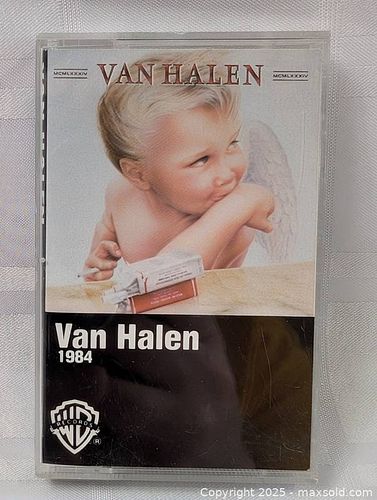 MCMLXXXIV VAN HALEN MCMLXXXIV
Van Halen
1984
WB
RECORDS
®
Copyright © 2025 - maxsold.com